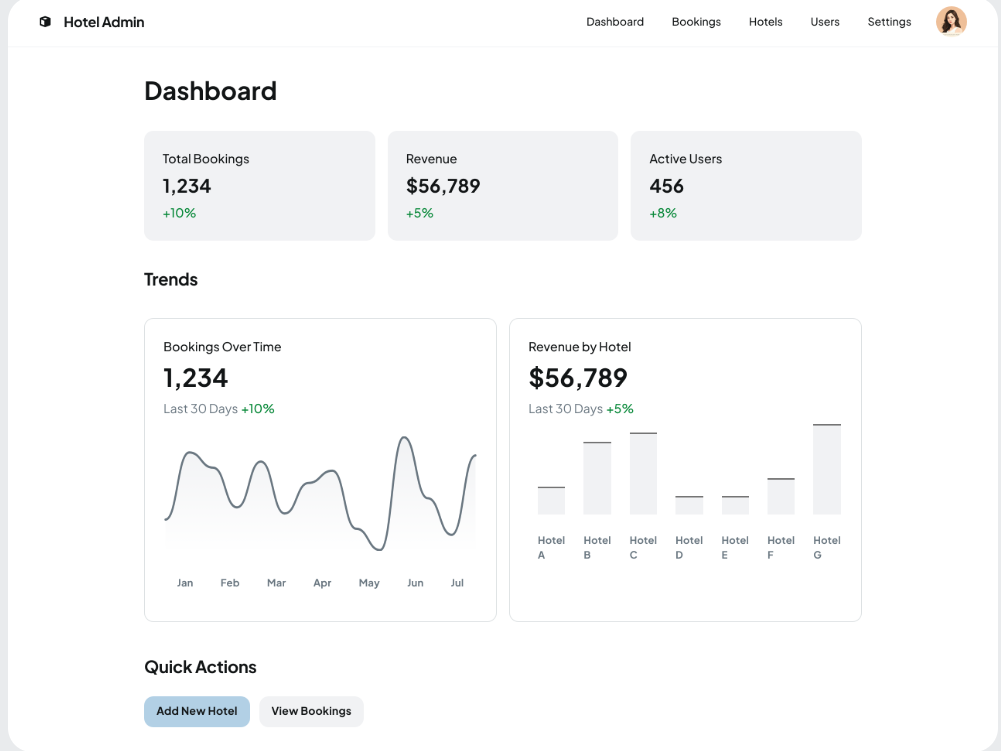 Hotel Admin
Dashboard Bookings Hotels Users Settings
Dashboard
Total Bookings
1,234
+10%
Revenue
$56,789
+5%
Active Users
456
+8%
Trends
Bookings Over Time
1,234
Last 30 Days +10%
Jan Feb Mar Apr May Jun Jul
Revenue by Hotel
$56,789
Last 30 Days +5%
Hotel A
Hotel B
Hotel C
Hotel D
Hotel E
Hotel F
Hotel G
Quick Actions
Add New Hotel
View Bookings